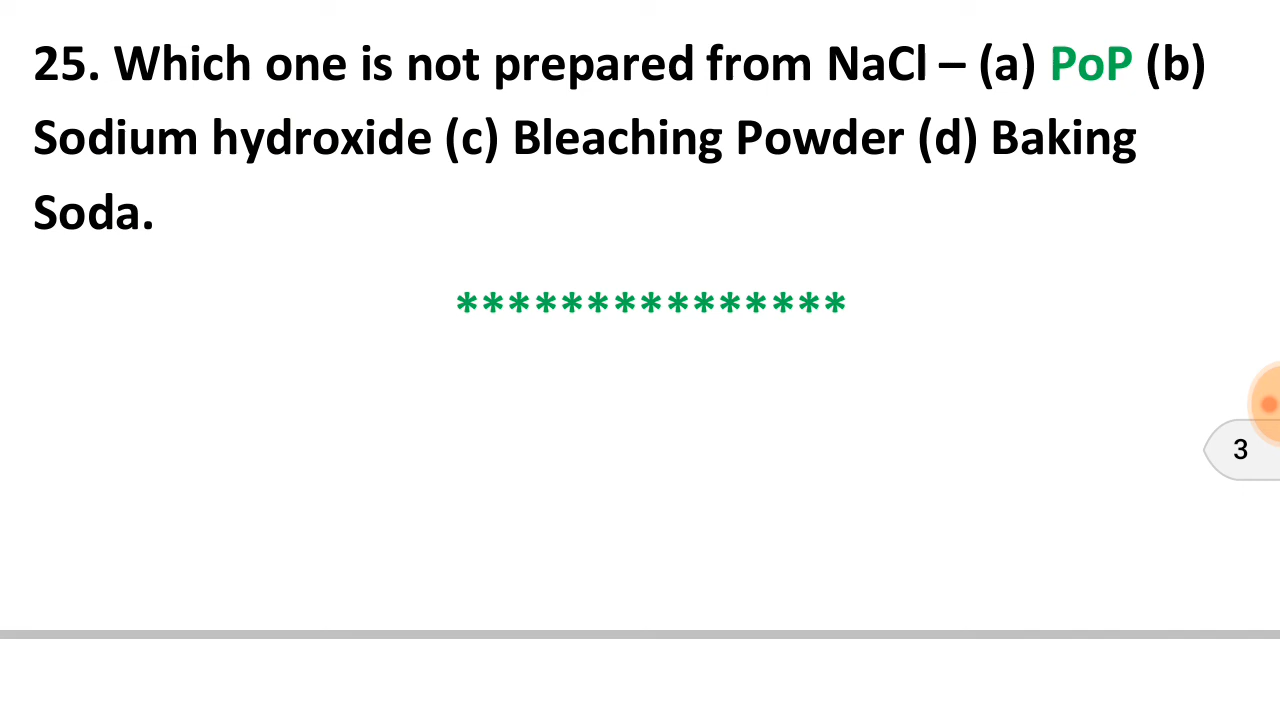 25. Which one is not prepared from NaCl – (a) PoP (b)
Sodium hydroxide (c) Bleaching Powder (d) Baking
Soda.
***************
3